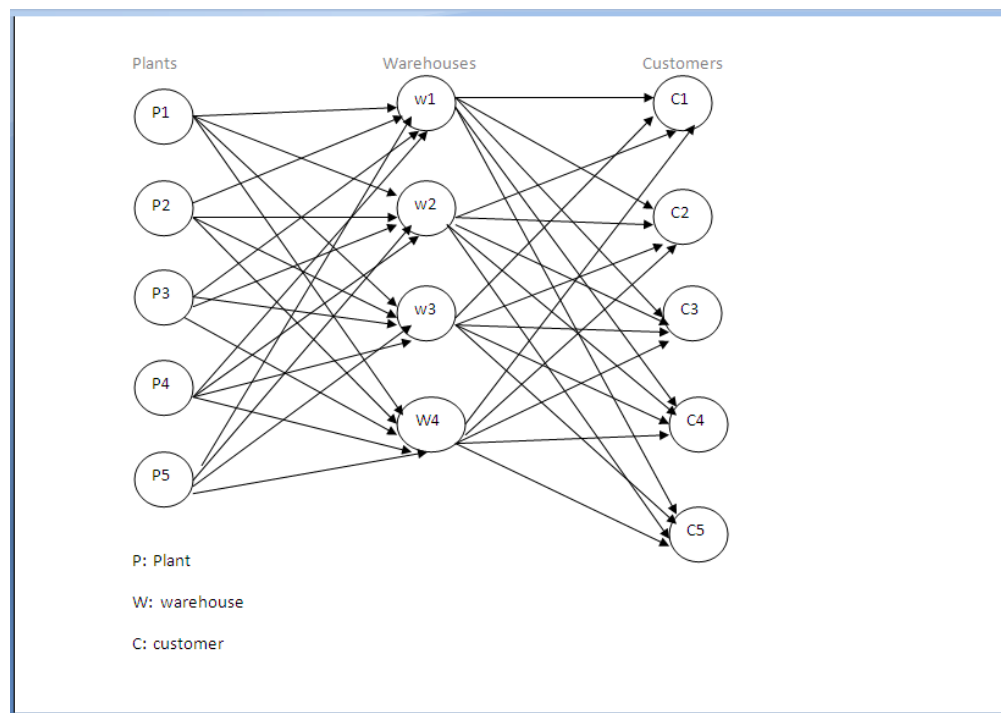 Plants Warehouses Customers
P1 w1 C1
P2 w2 C2
P3 w3 C3
P4 W4 C4
P5 C5
P: Plant
W: warehouse
C: customer